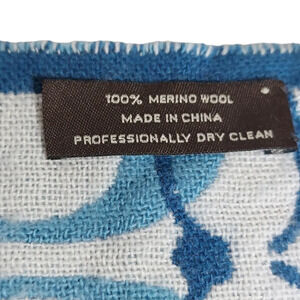 100% MERINO WOOL
MADE IN CHINA
PROFESSIONALLY DRY CLEAN